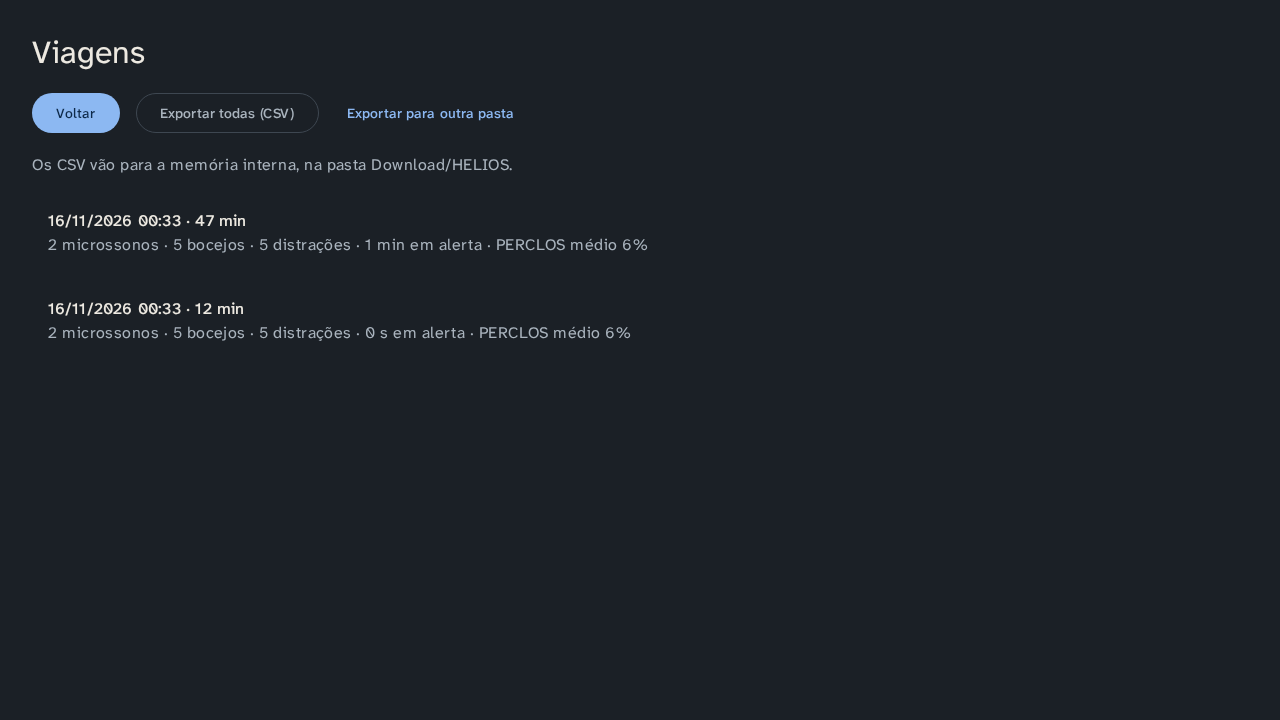 Viagens
Voltar
Exportar todas (CSV)
Exportar para outra pasta
Os CSV vão para a memória interna, na pasta Download/HELIOS.
16/11/2026 00:33 · 47 min
2 microssonos · 5 bocejos · 5 distrações · 1 min em alerta · PERCLOS médio 6%
16/11/2026 00:33 · 12 min
2 microssonos · 5 bocejos · 5 distrações · 0 s em alerta · PERCLOS médio 6%